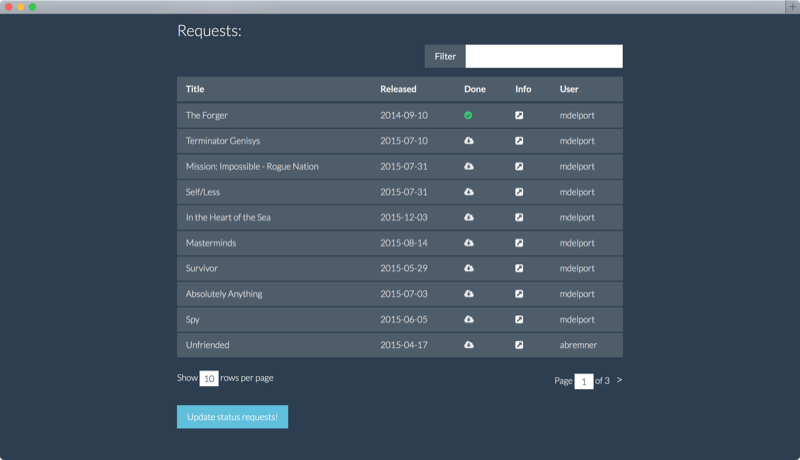 Requests:
Filter
Title Released Done Info User
The Forger 2014-09-10 mdelport
Terminator Genisys 2015-07-10 mdelport
Mission: Impossible - Rogue Nation 2015-07-31 mdelport
Self/Less 2015-07-31 mdelport
In the Heart of the Sea 2015-12-03 mdelport
Masterminds 2015-08-14 mdelport
Survivor 2015-05-29 mdelport
Absolutely Anything 2015-07-03 mdelport
Spy 2015-06-05 mdelport
Unfriended 2015-04-17 abremner
Show 10 rows per page Page 1 of 3 >
Update status requests!